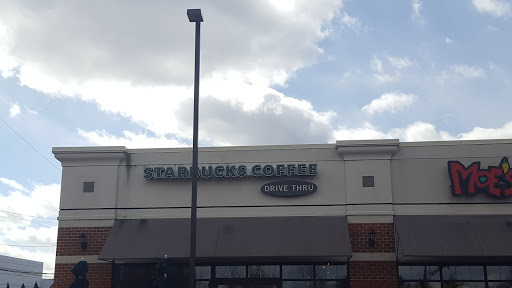 STARBUCKS COFFEE
DRIVE THRU
MOE'S